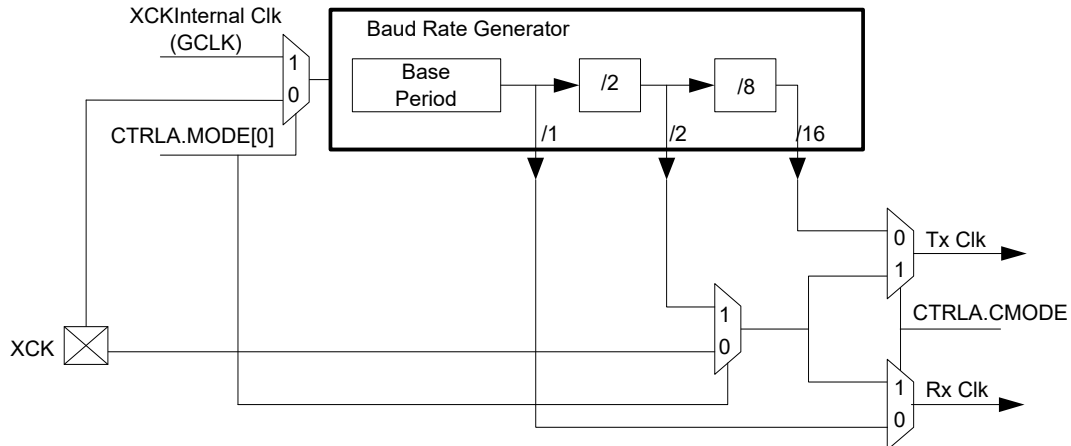 XCKInternal Clk
(GCLK)
Baud Rate Generator
1
0
Base
Period
/2
/8
CTRLA.MODE[0]
/1
/2
/16
0
1
Tx Clk
1
0
CTRLA.CMODE
XCK
1
0
Rx Clk